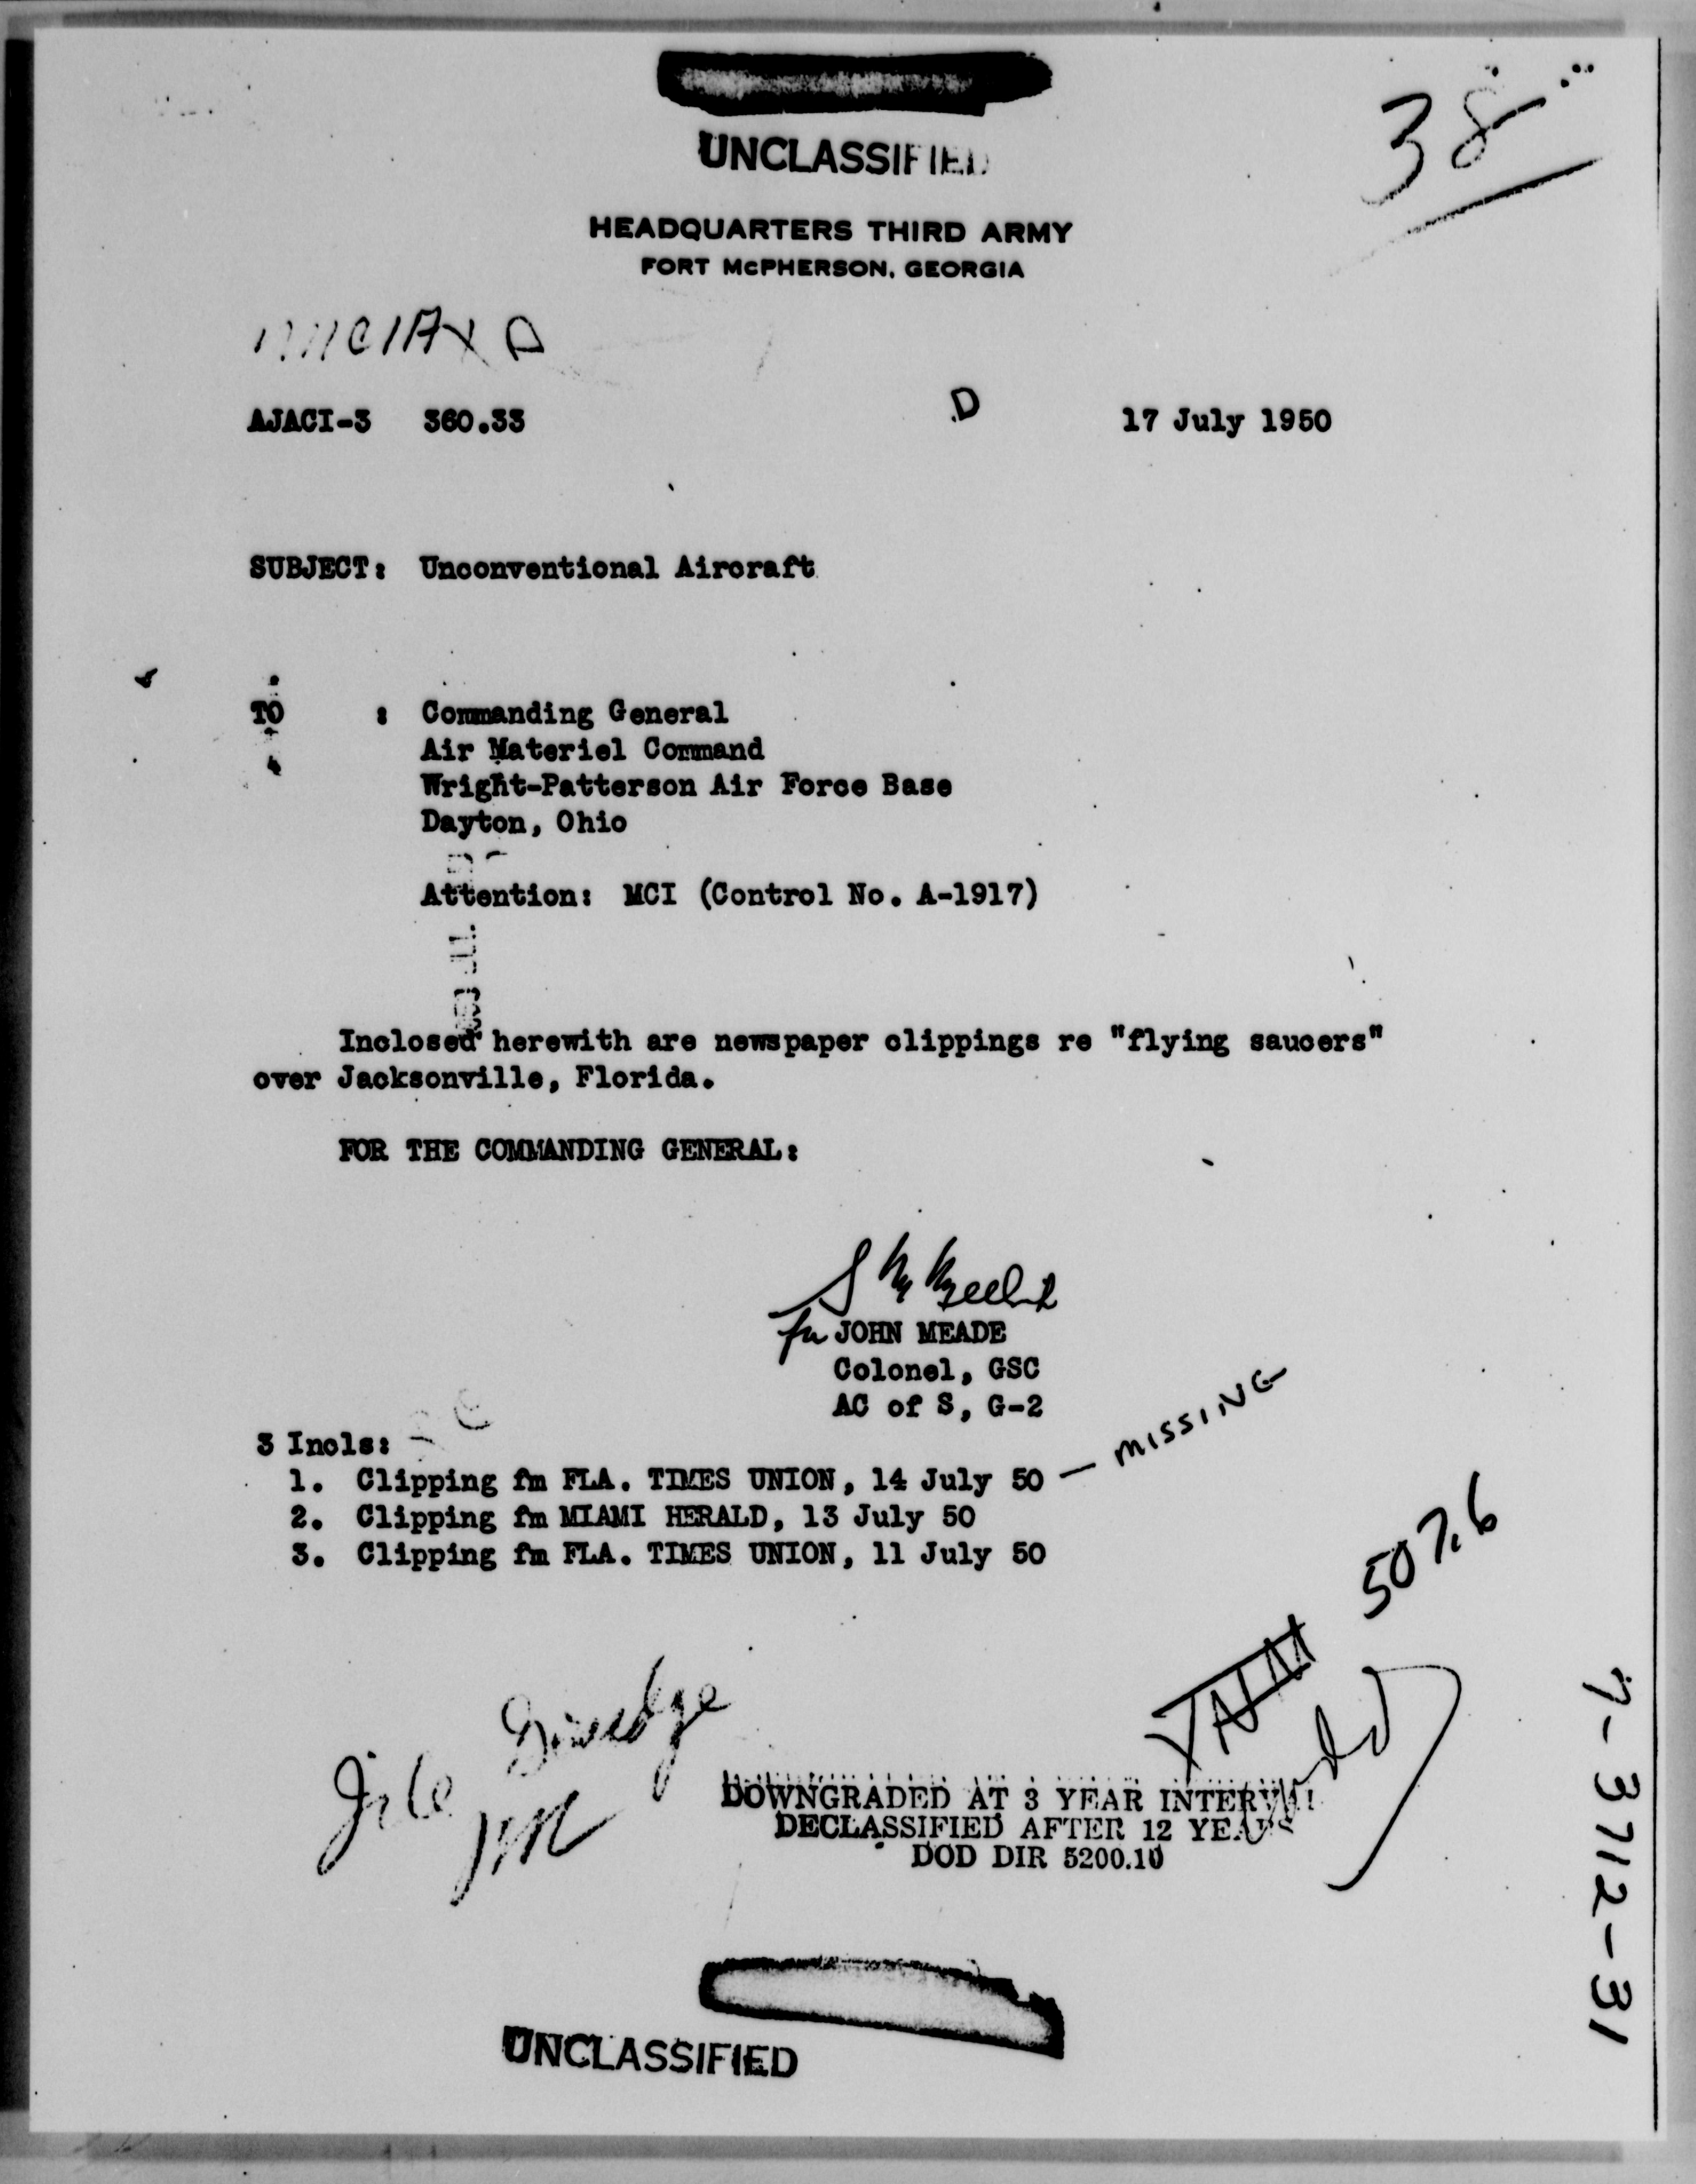 UNCLASSIFIED
38
HEADQUARTERS THIRD ARMY
FORT McPHERSON, GEORGIA
D
AJACI-3 360.33 17 July 1950
SUBJECT: Unconventional Aircraft
TO : Commanding General
Air Materiel Command
Wright-Patterson Air Force Base
Dayton, Ohio
Attention: MCI (Control No. A-1917)
Inclosed herewith are newspaper clippings re "flying saucers"
over Jacksonville, Florida.
FOR THE COMMANDING GENERAL:
for JOHN MEADE
Colonel, GSC
AC of S, G-2
3 Incls:
1. Clipping fm FLA. TIMES UNION, 14 July 50 — MISSING
2. Clipping fm MIAMI HERALD, 13 July 50
3. Clipping fm FLA. TIMES UNION, 11 July 50
507.6
File
7-3712-31
DOWNGRADED AT 3 YEAR INTERVAL
DECLASSIFIED AFTER 12 YEARS
DOD DIR 5200.10
UNCLASSIFIED